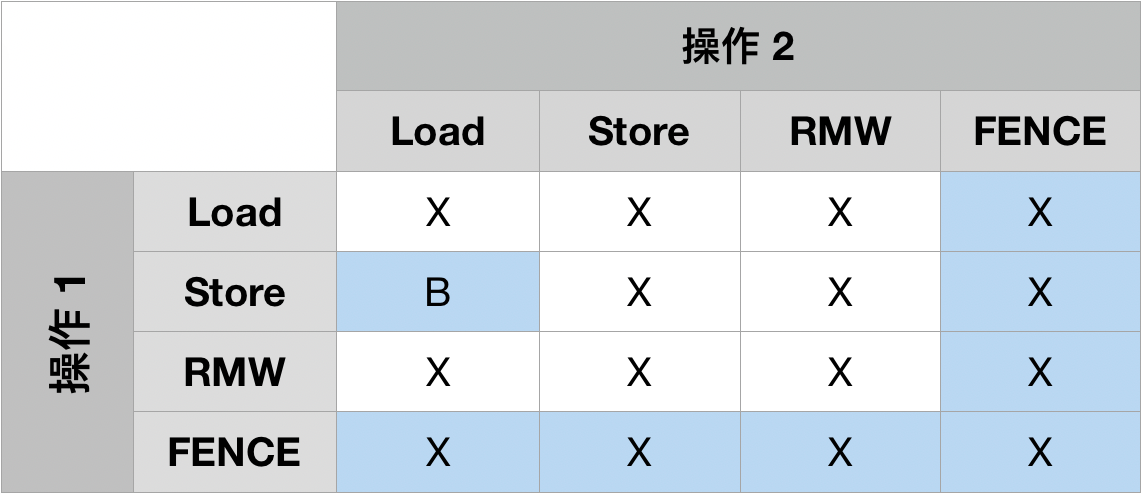 操作 2
Load Store RMW FENCE
操作 1
Load X X X X
Store B X X X
RMW X X X X
FENCE X X X X